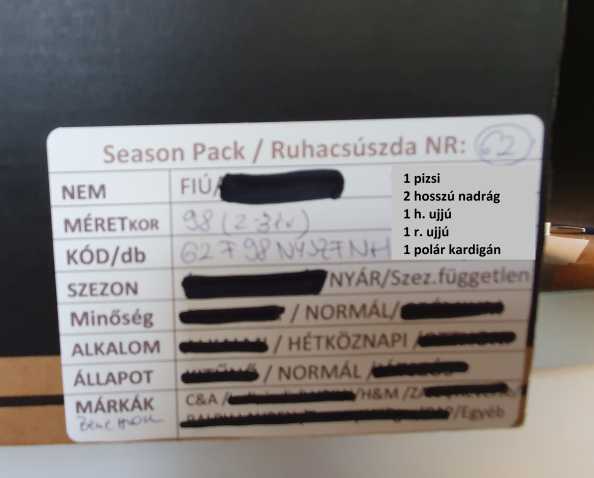 Season Pack / Ruhacsúszda NR: 62
NEM FIÚ/
1 pizsi
2 hosszú nadrág
1 h. ujjú
1 r. ujjú
1 polár kardigán
MÉRETKOR 98 (2-3 év)
KÓD/db
SZEZON NYÁR/Szez.független
Minőség / NORMÁL/
ALKALOM / HÉTKÖZNAPI /
ÁLLAPOT / NORMÁL /
MÁRKÁK C&A/ /H&M /ZA
/Egyéb